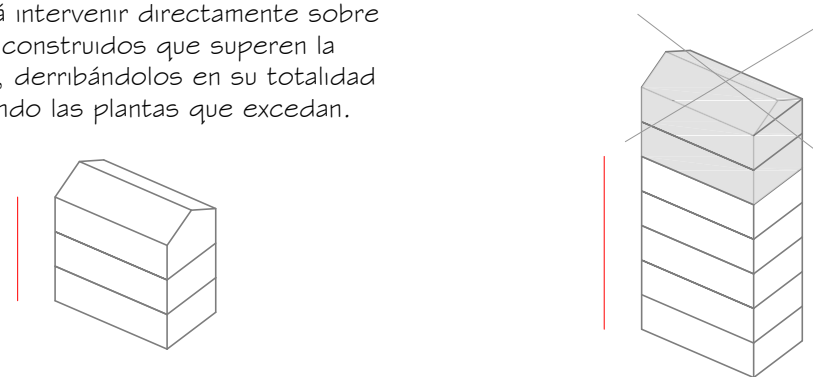 á intervenir directamente sobre
construidos que superen la
, derribándolos en su totalidad
ndo las plantas que excedan.